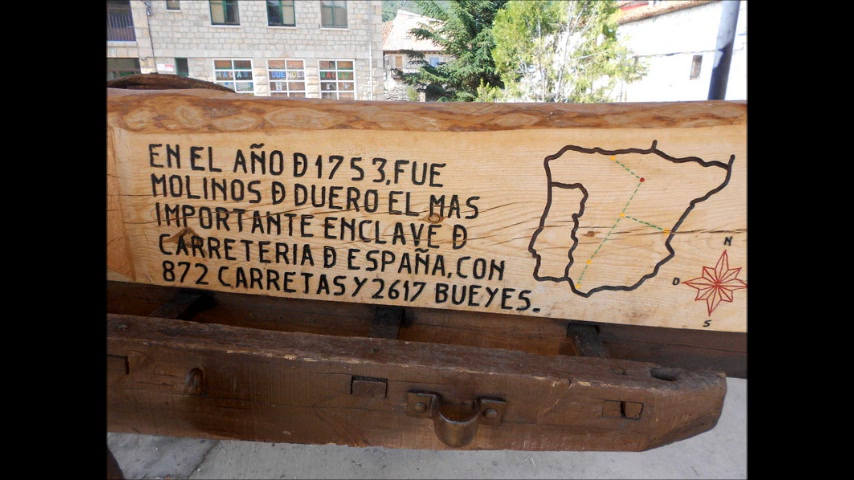 EN EL AÑO Ð 1753, FUE
MOLINOS Ð DUERO EL MAS
IMPORTANTE ENCLAVE Ð
CARRETERIA Ð ESPAÑA, CON
872 CARRETAS Y 2617 BUEYES.
N
O
S